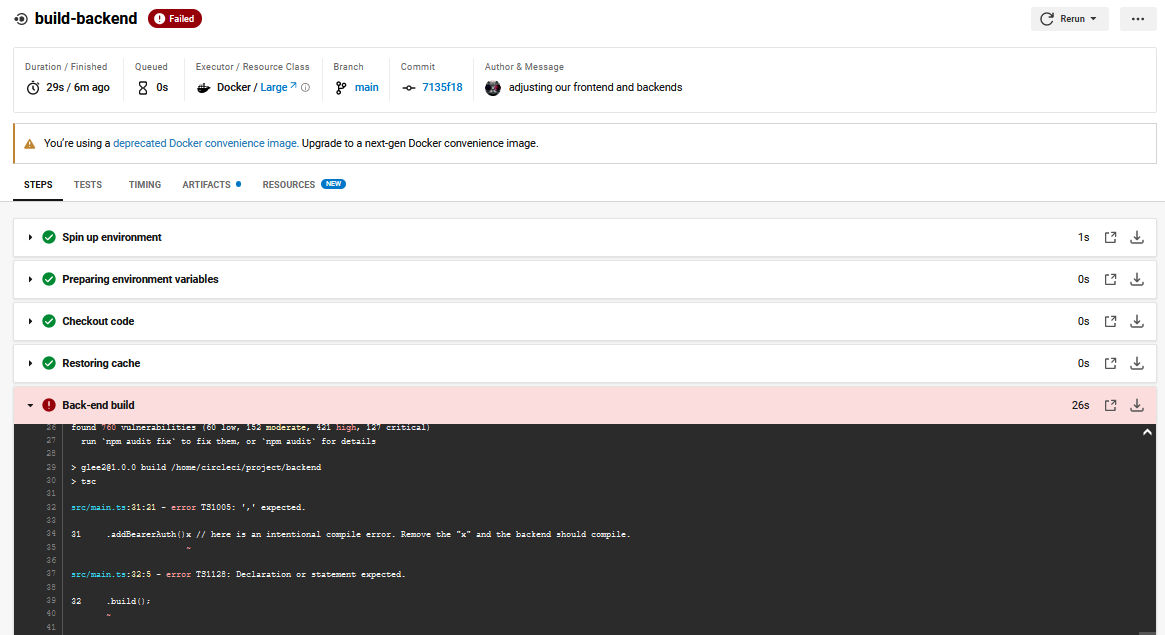 build-backend Failed
Rerun
Duration / Finished Queued Executor / Resource Class Branch Commit Author & Message
29s / 6m ago 0s Docker / Large main 7135f18 adjusting our frontend and backends
You're using a deprecated Docker convenience image. Upgrade to a next-gen Docker convenience image.
STEPS TESTS TIMING ARTIFACTS RESOURCES NEW
Spin up environment 1s
Preparing environment variables 0s
Checkout code 0s
Restoring cache 0s
Back-end build 26s
26 found 760 vulnerabilities (60 low, 152 moderate, 421 high, 127 critical)
27 run `npm audit fix` to fix them, or `npm audit` for details
28
29 > glee2@1.0.0 build /home/circleci/project/backend
30 > tsc
31
32 src/main.ts:31:21 - error TS1005: ',' expected.
33
34 31 .addBearerAuth()x // here is an intentional compile error. Remove the "x" and the backend should compile.
35 ~
36
37 src/main.ts:32:5 - error TS1128: Declaration or statement expected.
38
39 32 .build();
40 ~
41